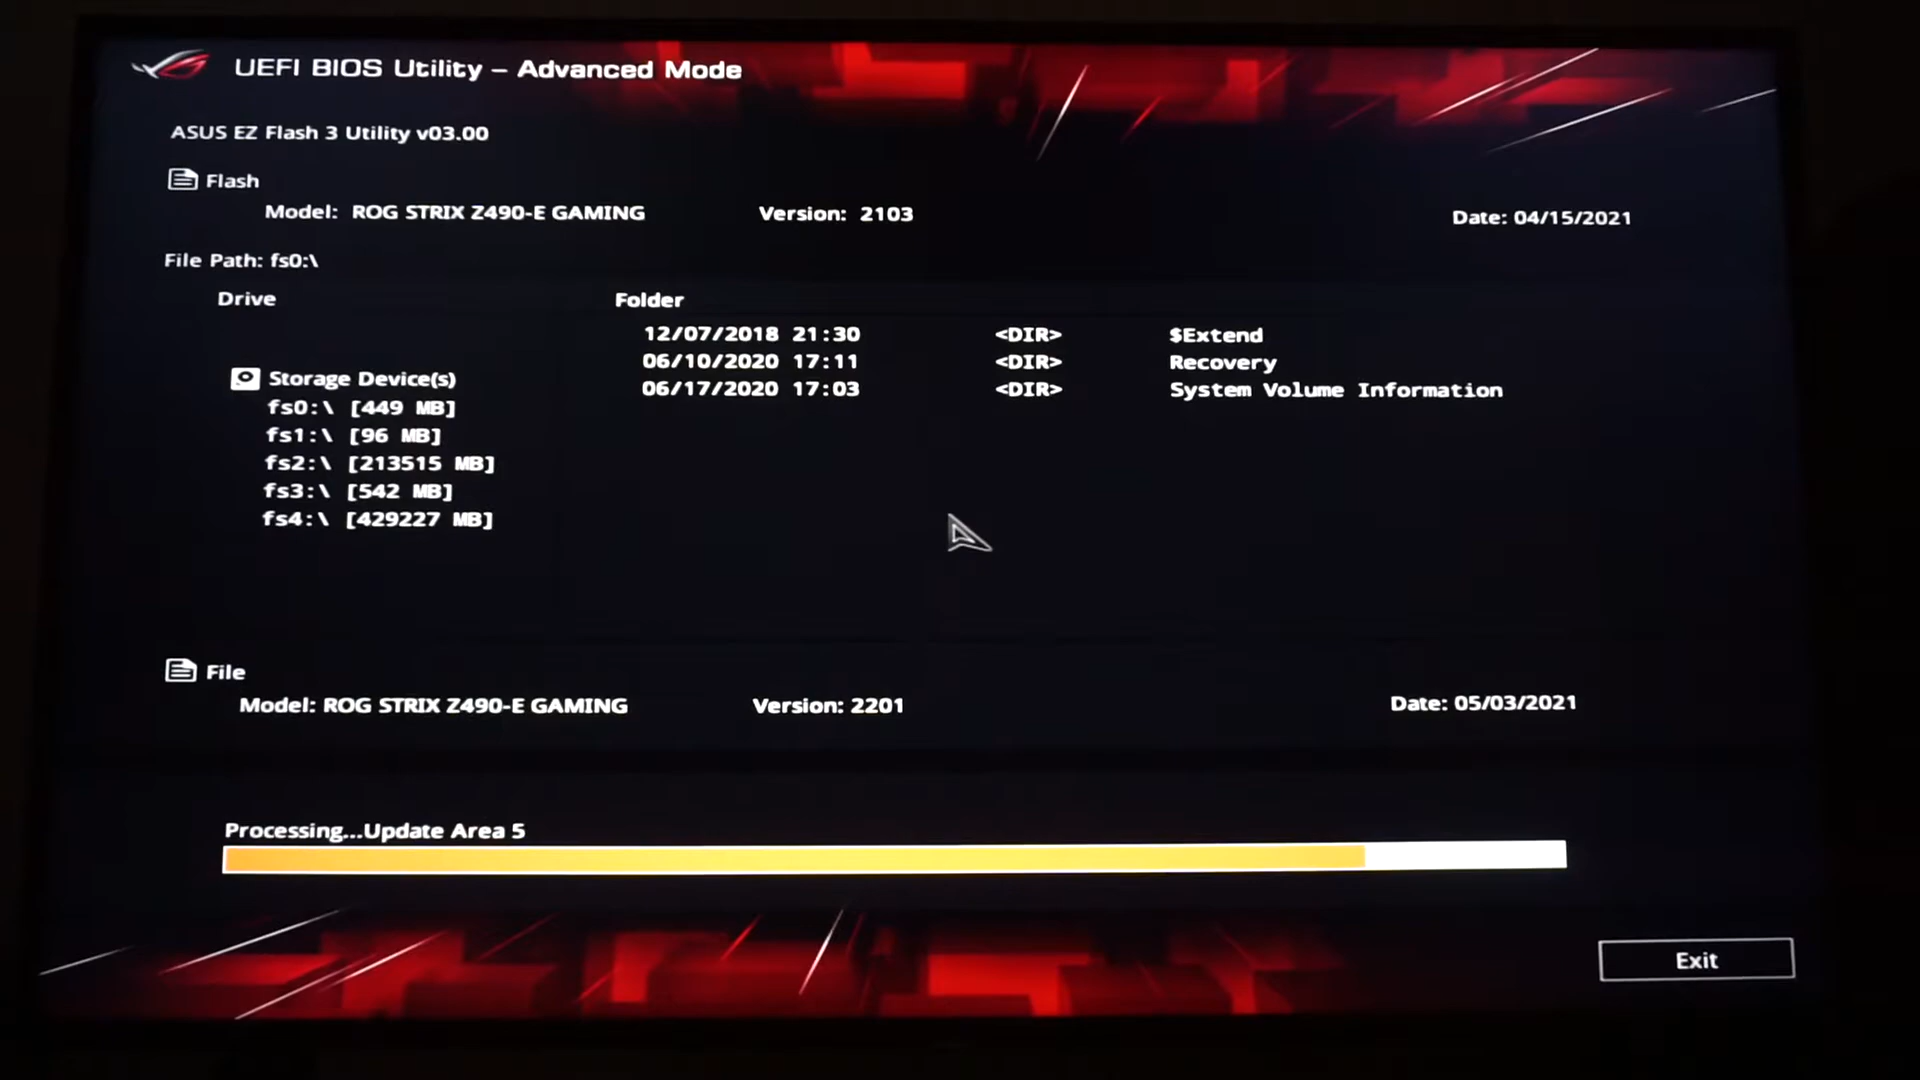 UEFI BIOS Utility – Advanced Mode
ASUS EZ Flash 3 Utility v03.00
Flash
Model: ROG STRIX Z490-E GAMING Version: 2103 Date: 04/15/2021
File Path: fs0:\
Drive Folder
12/07/2018 21:30 <DIR> $Extend
06/10/2020 17:11 <DIR> Recovery
Storage Device(s) 06/17/2020 17:03 <DIR> System Volume Information
fs0:\ [449 MB]
fs1:\ [96 MB]
fs2:\ [213515 MB]
fs3:\ [542 MB]
fs4:\ [429227 MB]
File
Model: ROG STRIX Z490-E GAMING Version: 2201 Date: 05/03/2021
Processing...Update Area 5
Exit